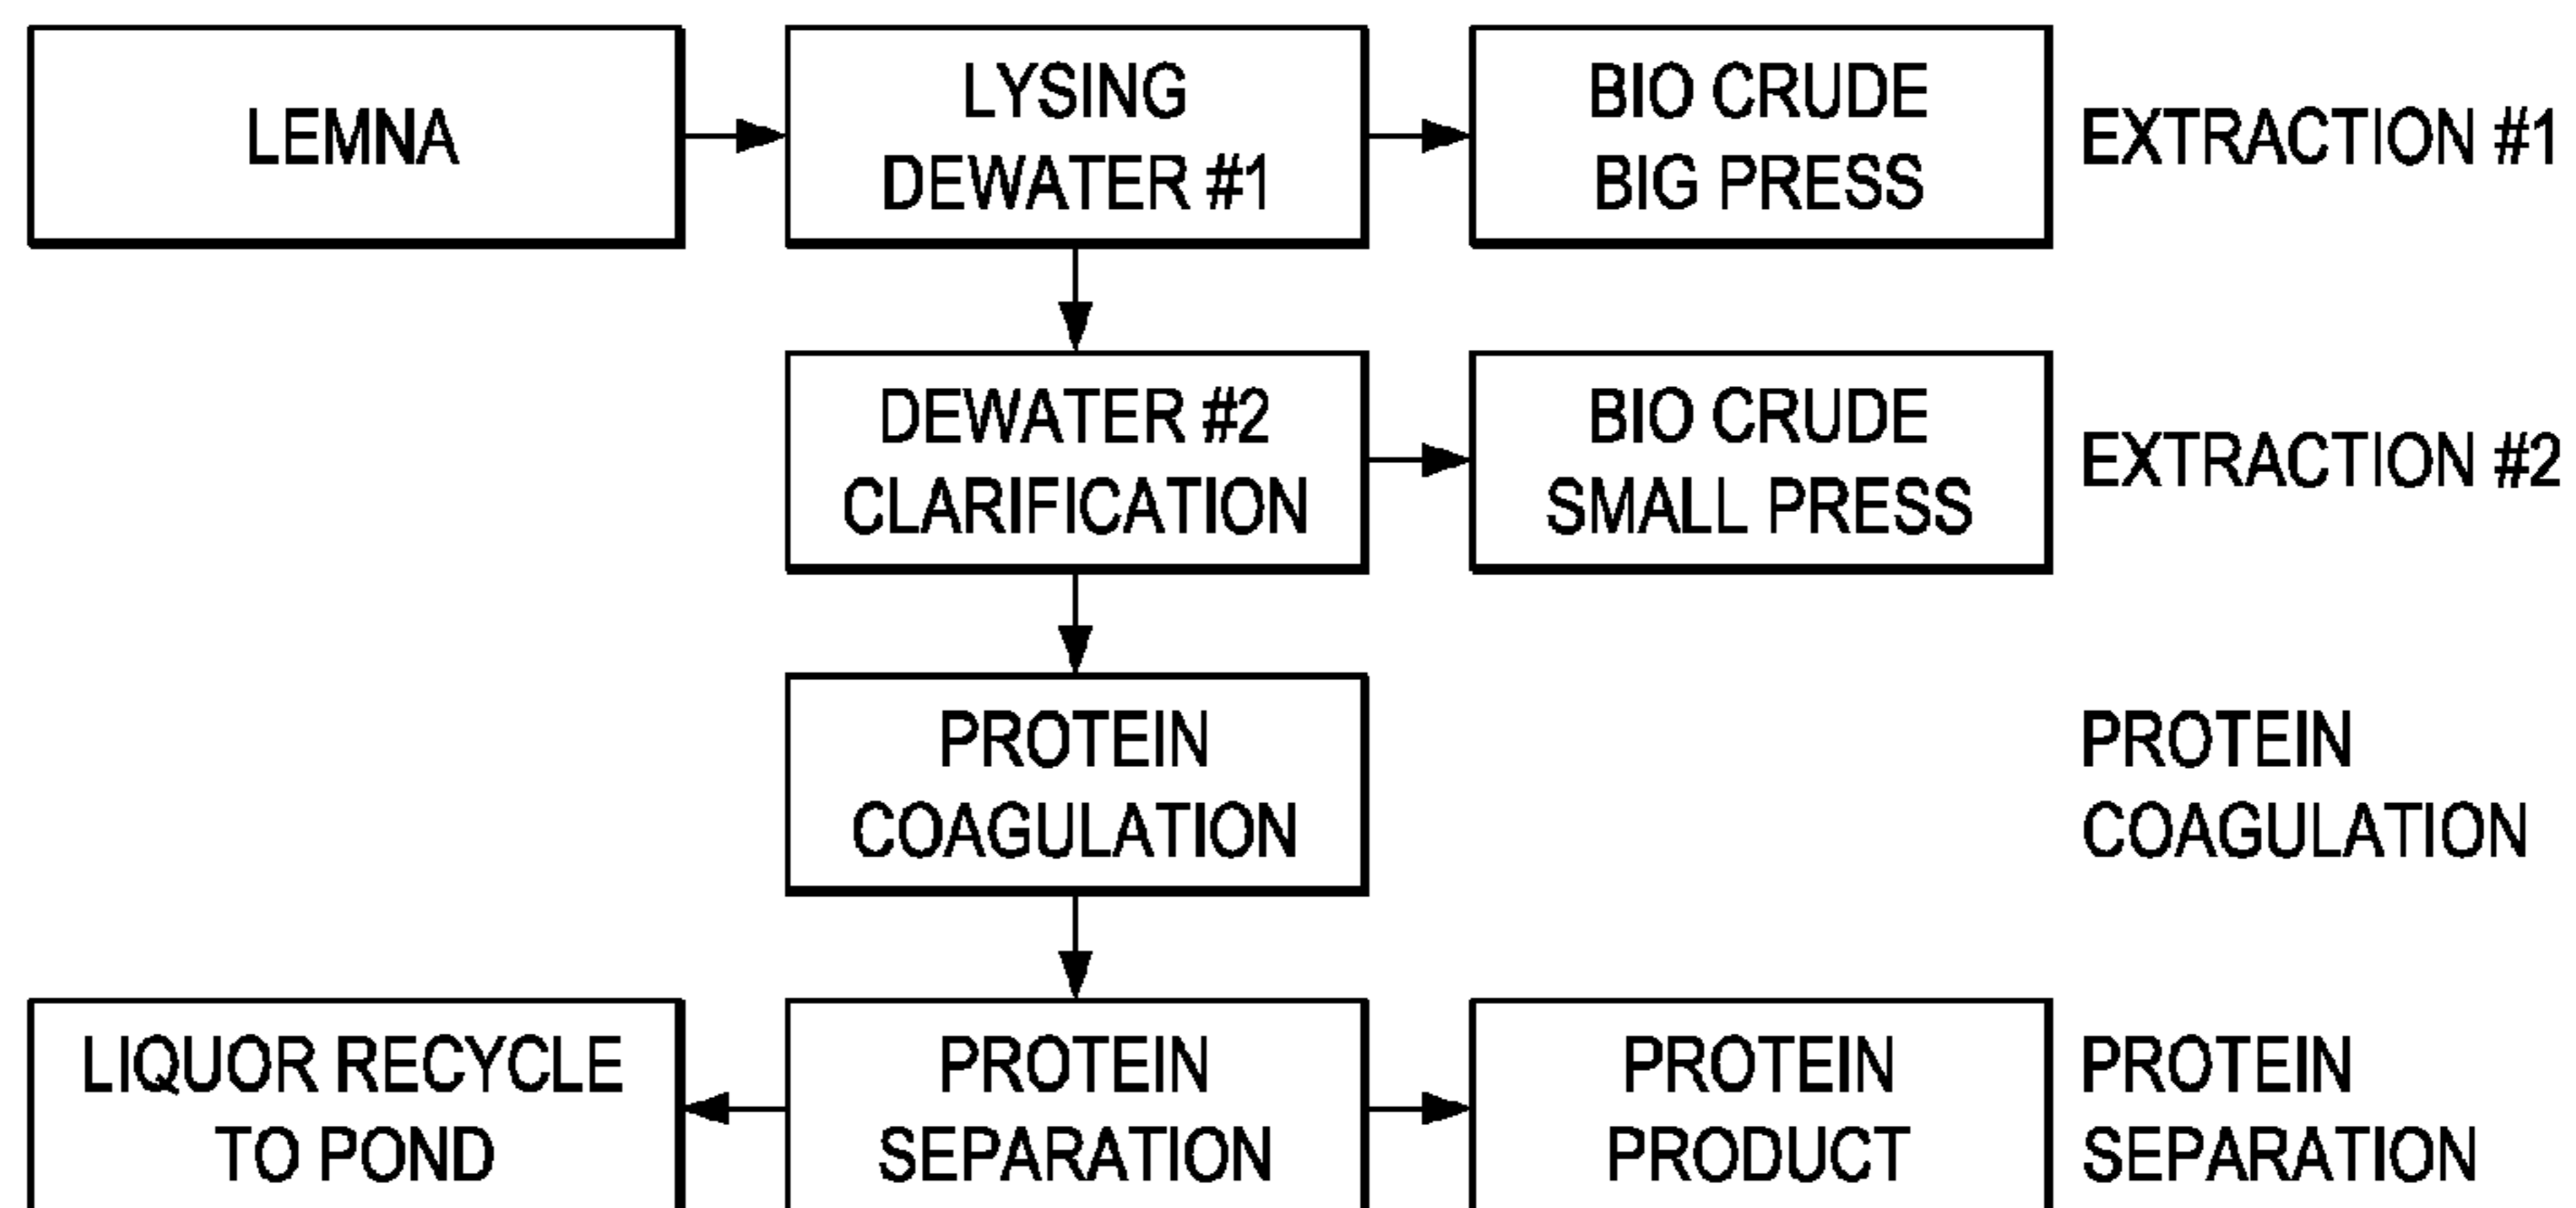 LEMNA
LYSING
DEWATER #1
BIO CRUDE
BIG PRESS
EXTRACTION #1
DEWATER #2
CLARIFICATION
BIO CRUDE
SMALL PRESS
EXTRACTION #2
PROTEIN
COAGULATION
PROTEIN
COAGULATION
LIQUOR RECYCLE
TO POND
PROTEIN
SEPARATION
PROTEIN
PRODUCT
PROTEIN
SEPARATION